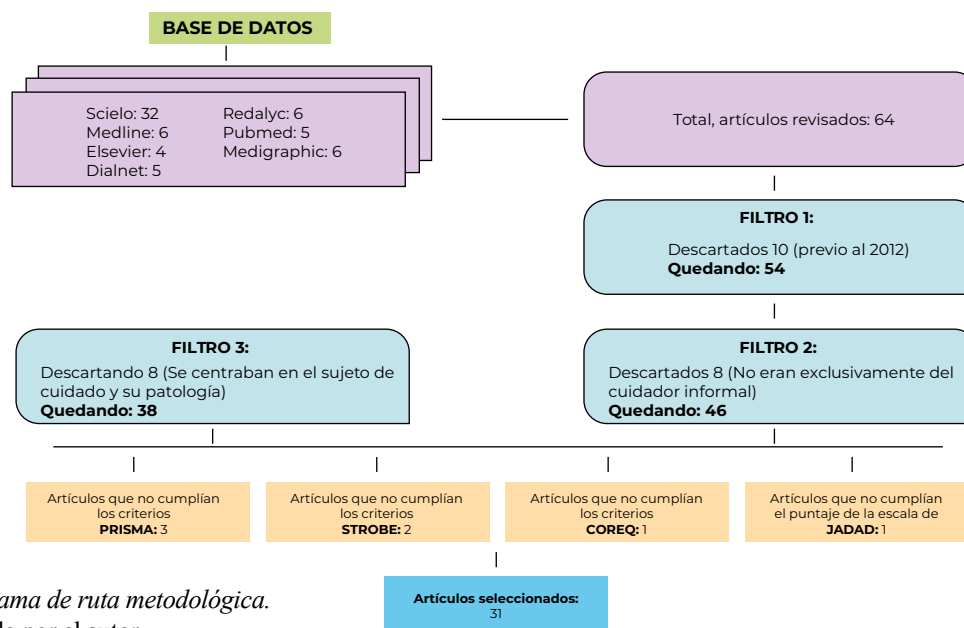 BASE DE DATOS
Scielo: 32
Medline: 6
Elsevier: 4
Dialnet: 5
Redalyc: 6
Pubmed: 5
Medigraphic: 6
Total, artículos revisados: 64
FILTRO 1:
Descartados 10 (previo al 2012)
Quedando: 54
FILTRO 2:
Descartados 8 (No eran exclusivamente del
cuidador informal)
Quedando: 46
FILTRO 3:
Descartando 8 (Se centraban en el sujeto de
cuidado y su patología)
Quedando: 38
Artículos que no cumplían
los criterios
PRISMA: 3
Artículos que no cumplían
los criterios
STROBE: 2
Artículos que no cumplían
los criterios
COREQ: 1
Artículos que no cumplían
el puntaje de la escala de
JADAD: 1
Artículos seleccionados:
31
ama de ruta metodológica.
por el autor